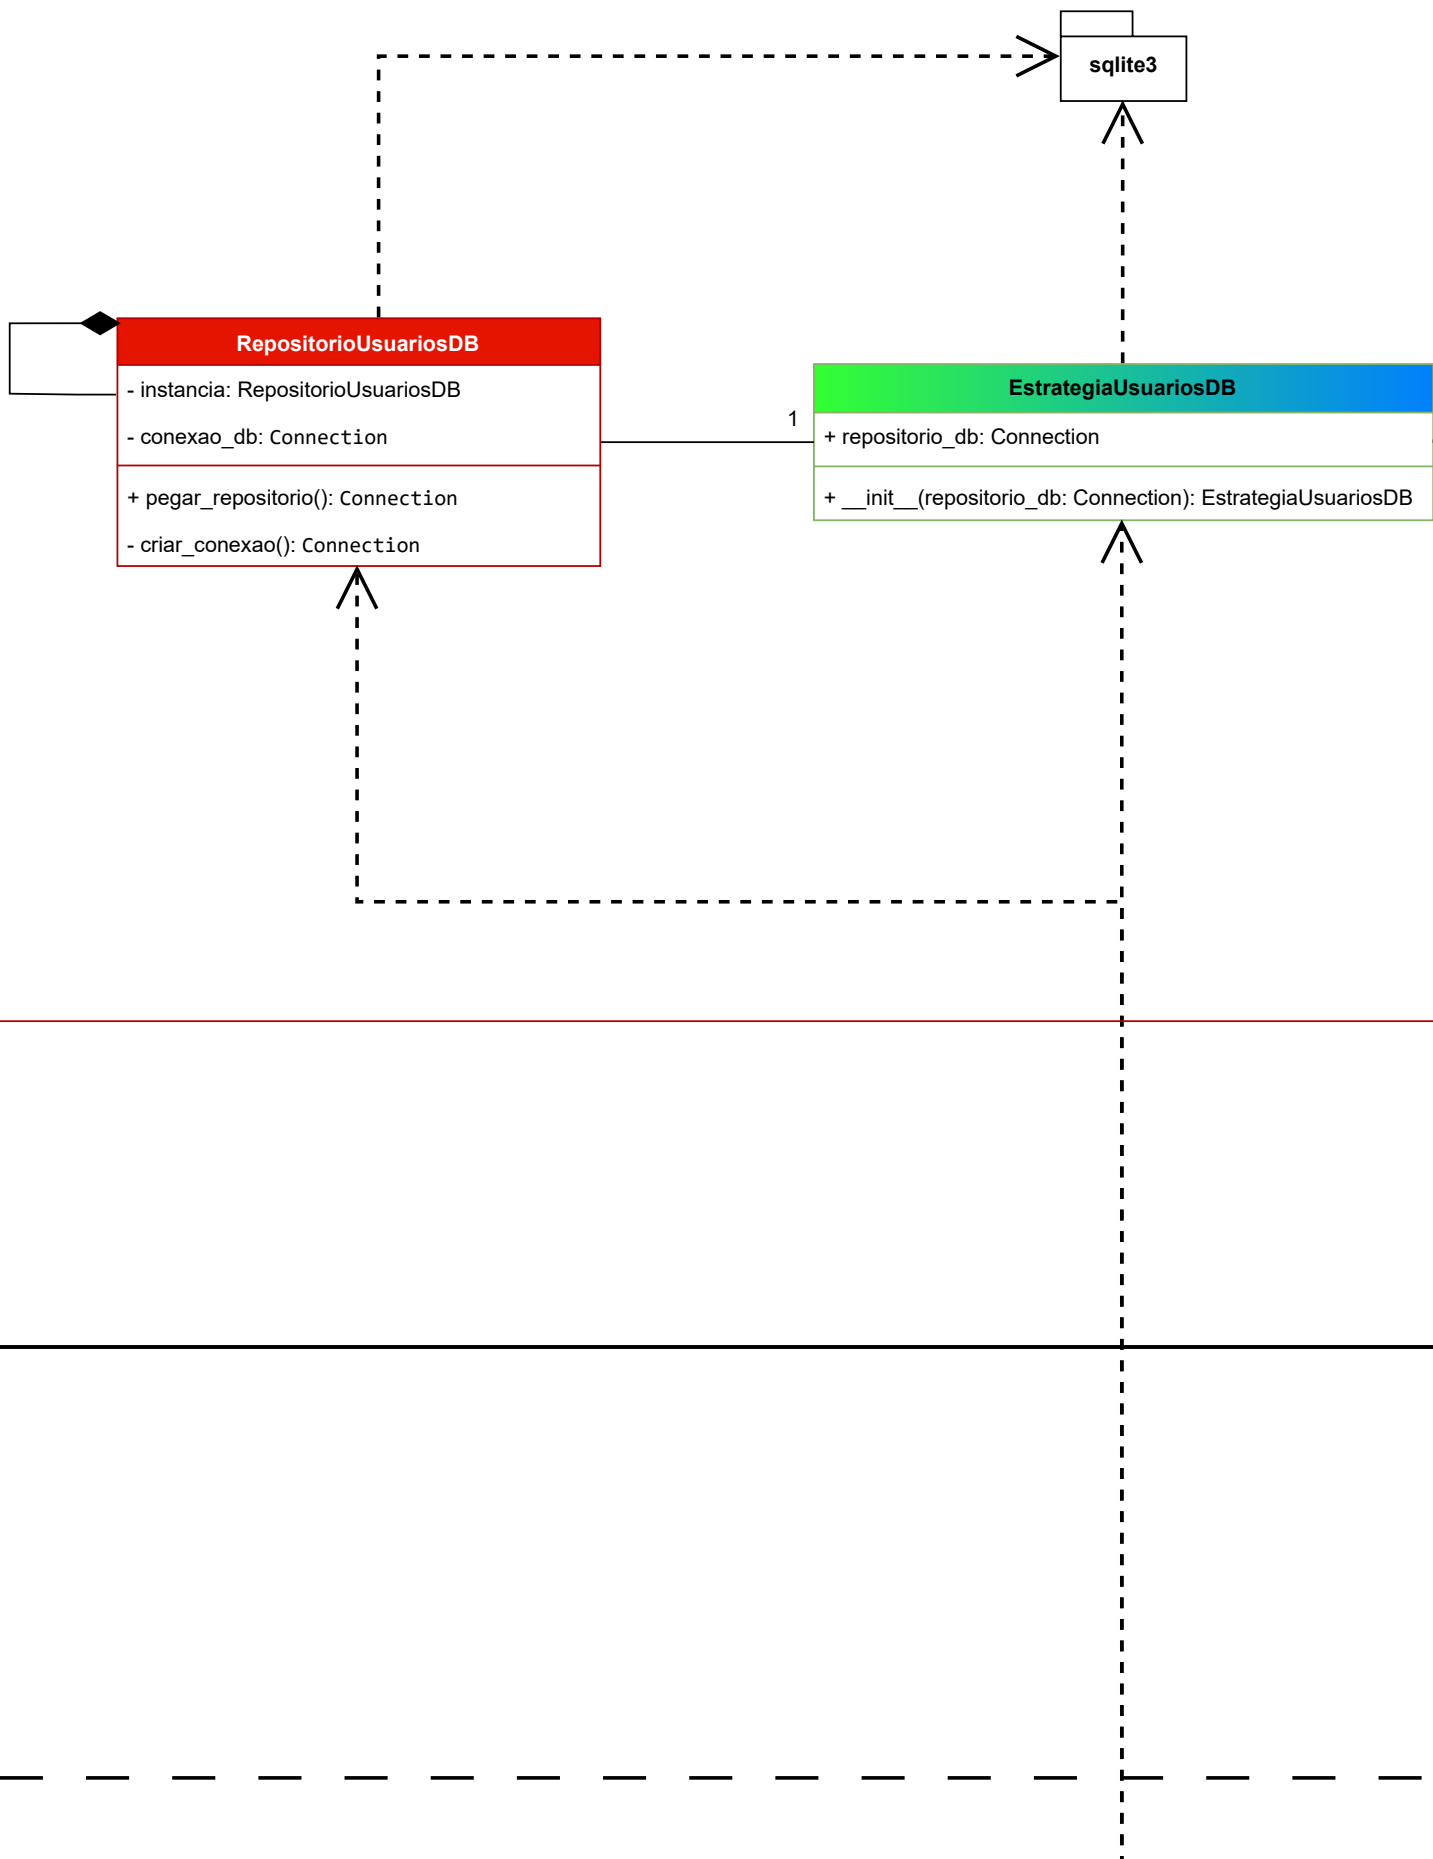 sqlite3
RepositorioUsuariosDB
- instancia: RepositorioUsuariosDB
- conexao_db: Connection
+ pegar_repositorio(): Connection
- criar_conexao(): Connection
1
EstrategiaUsuariosDB
+ repositorio_db: Connection
+ __init__(repositorio_db: Connection): EstrategiaUsuariosDB